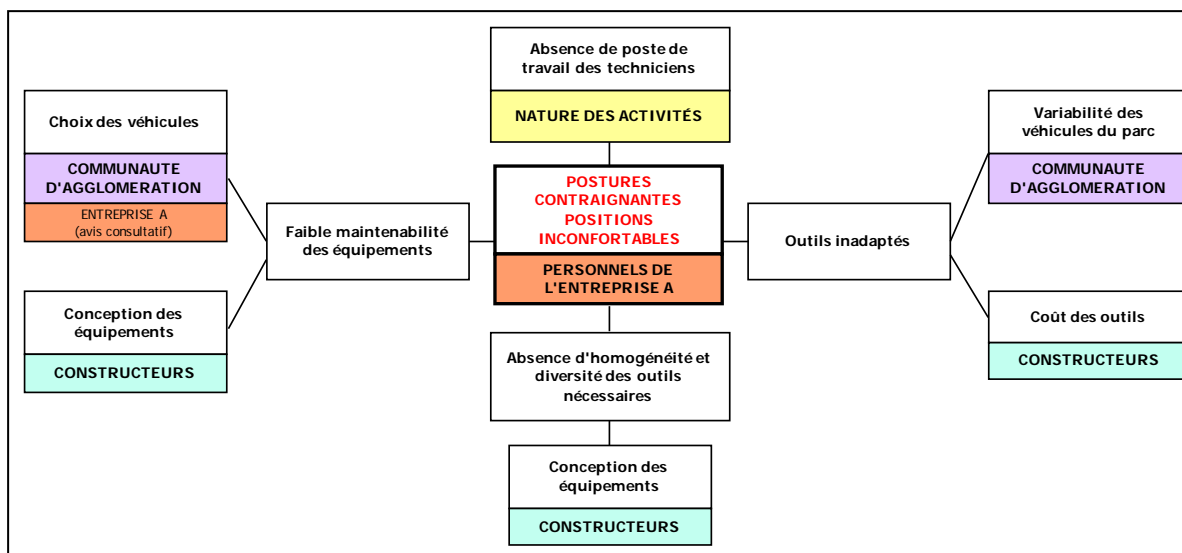 Absence de poste de
travail des techniciens
NATURE DES ACTIVITÉS
Choix des véhicules
COMMUNAUTE
D'AGGLOMERATION
ENTREPRISE A
(avis consultatif)
Conception des
équipements
CONSTRUCTEURS
Faible maintenabilité
des équipements
POSTURES
CONTRAIGNANTES
POSITIONS
INCONFORTABLES
PERSONNELS DE
L'ENTREPRISE A
Absence d'homogénéité et
diversité des outils
nécessaires
Conception des
équipements
CONSTRUCTEURS
Outils inadaptés
Variabilité des
véhicules du parc
COMMUNAUTE
D'AGGLOMERATION
Coût des outils
CONSTRUCTEURS